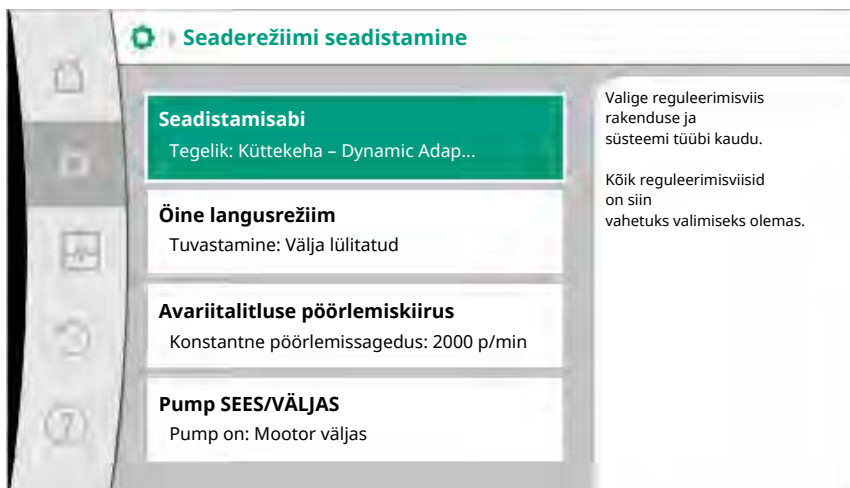 Seaderežiimi seadistamine
Seadistamisabi
Tegelik: Küttekeha – Dynamic Adap...
Öine langusrežiim
Tuvastamine: Välja lülitatud
Avariitalitluse pöörlemiskiirus
Konstantne pöörlemissagedus: 2000 p/min
Pump SEES/VÄLJAS
Pump on: Mootor väljas
Valige reguleerimisviis
rakenduse ja
süsteemi tüübi kaudu.
Kõik reguleerimisviisid
on siin
vahetuks valimiseks olemas.